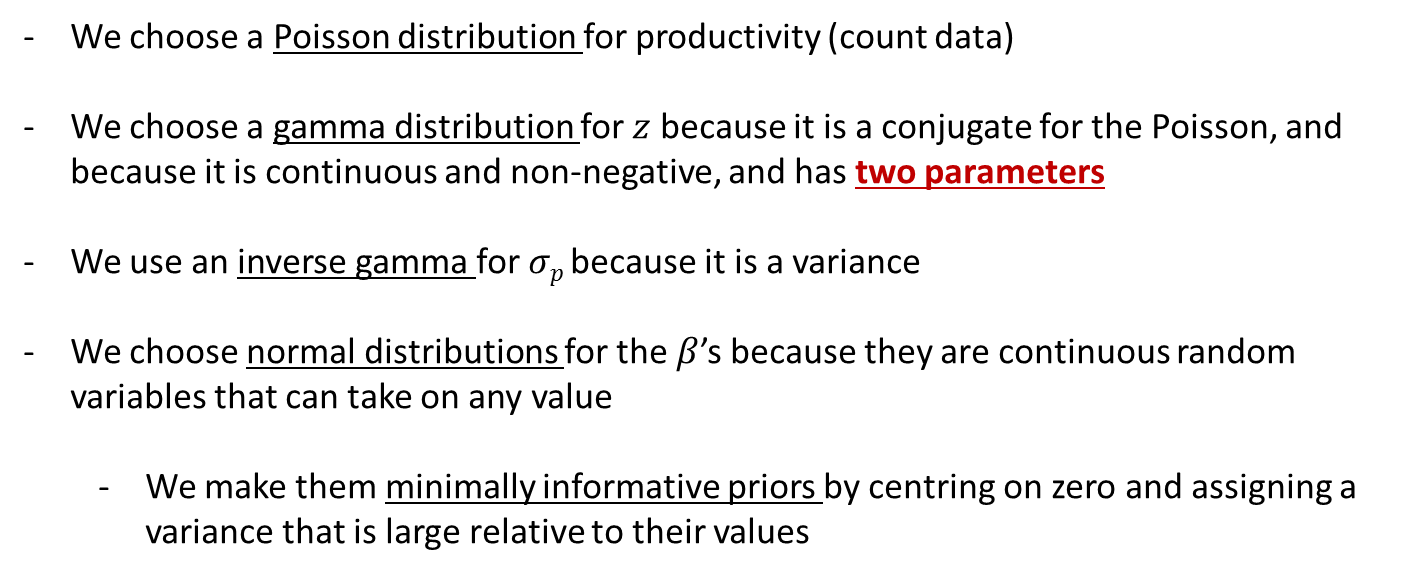 - We choose a Poisson distribution for productivity (count data)
- We choose a gamma distribution for z because it is a conjugate for the Poisson, and
because it is continuous and non-negative, and has two parameters
- We use an inverse gamma for σₚ because it is a variance
- We choose normal distributions for the β's because they are continuous random
variables that can take on any value
- We make them minimally informative priors by centring on zero and assigning a
variance that is large relative to their values